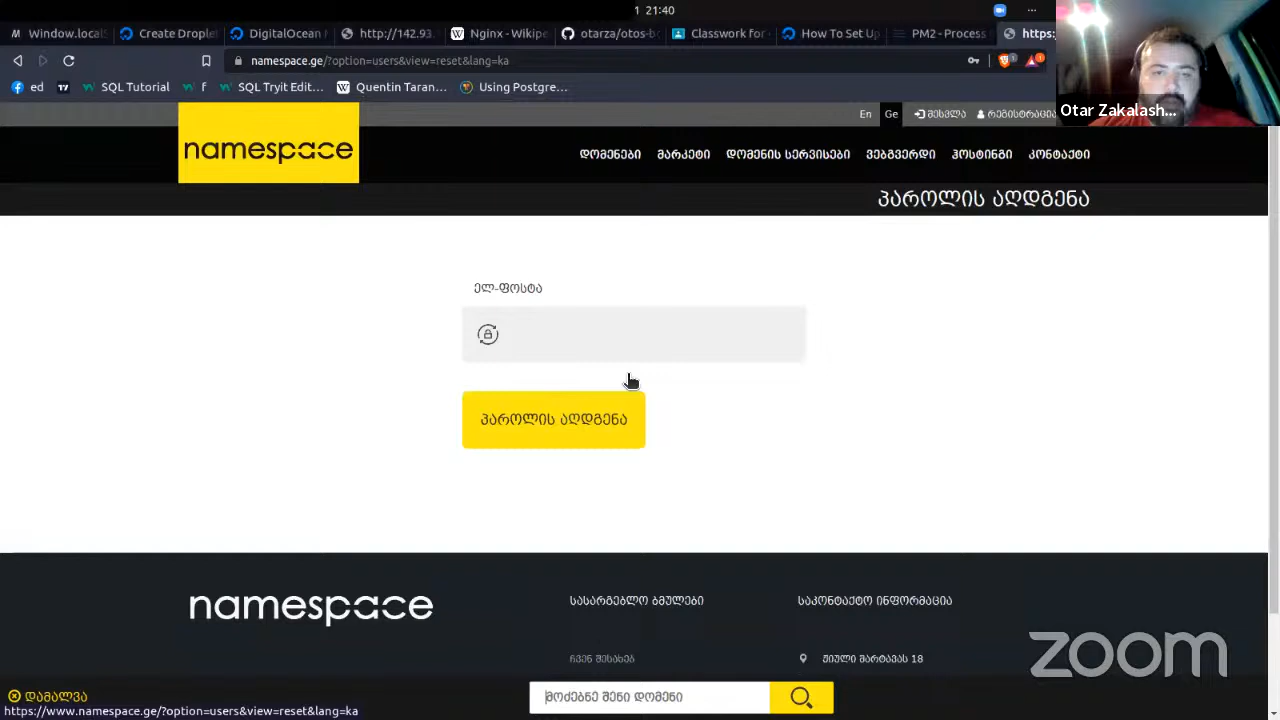 1 21:40
Window.local
Create Droplet
DigitalOcean
http://142.93.
Nginx - Wikipe
otarza/otos-bo
Classwork for
How To Set Up
PM2 - Process
https:
namespace.ge/?option=users&view=reset&lang=ka
ed
SQL Tutorial
f
SQL Tryit Edit...
Quentin Taran...
Using Postgre...
Otar Zakalash...
En
Ge
შესვლა
რეგისტრაცია
namespace
დომენები
მარკეტი
დომენის სერვისები
ვებგვერდი
ჰოსტინგი
კონტაქტი
პაროლის აღდგენა
ელ-ფოსტა
პაროლის აღდგენა
namespace
სასარგებლო ბმულები
საკონტაქტო ინფორმაცია
ჩვენ შესახებ
ჟიული შარტავას 18
zoom
დამალვა
მოძებნე შენი დომენი
https://www.namespace.ge/?option=users&view=reset&lang=ka